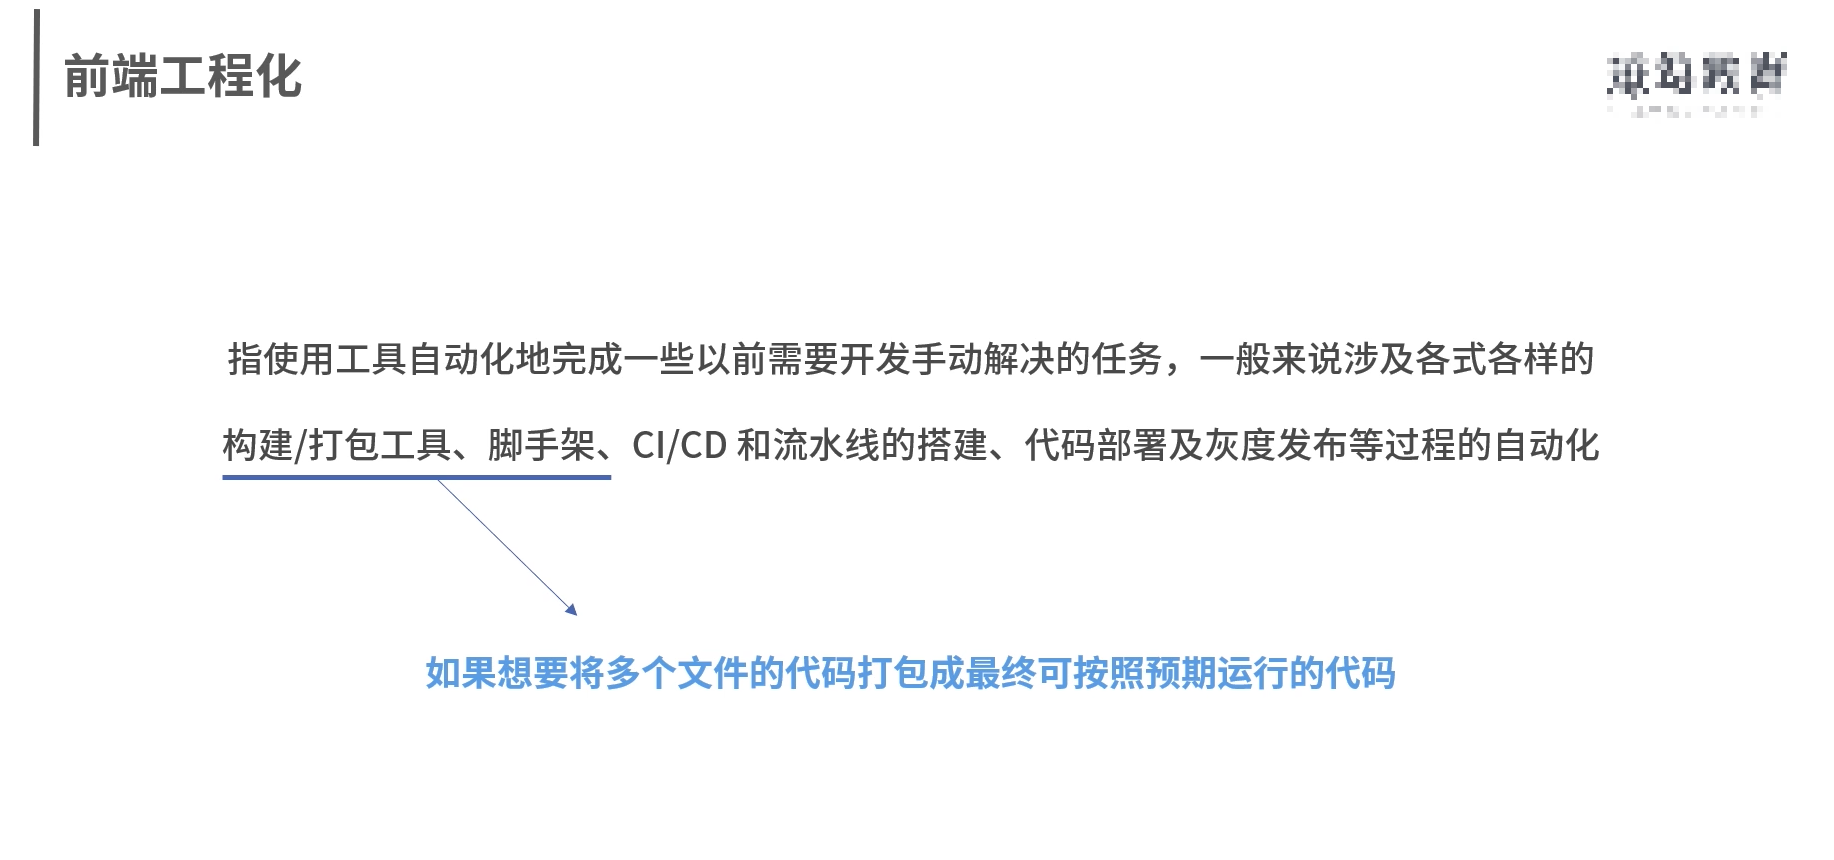 前端工程化
指使用工具自动化地完成一些以前需要开发手动解决的任务，一般来说涉及各式各样的
构建/打包工具、脚手架、CI/CD 和流水线的搭建、代码部署及灰度发布等过程的自动化
如果想要将多个文件的代码打包成最终可按照预期运行的代码